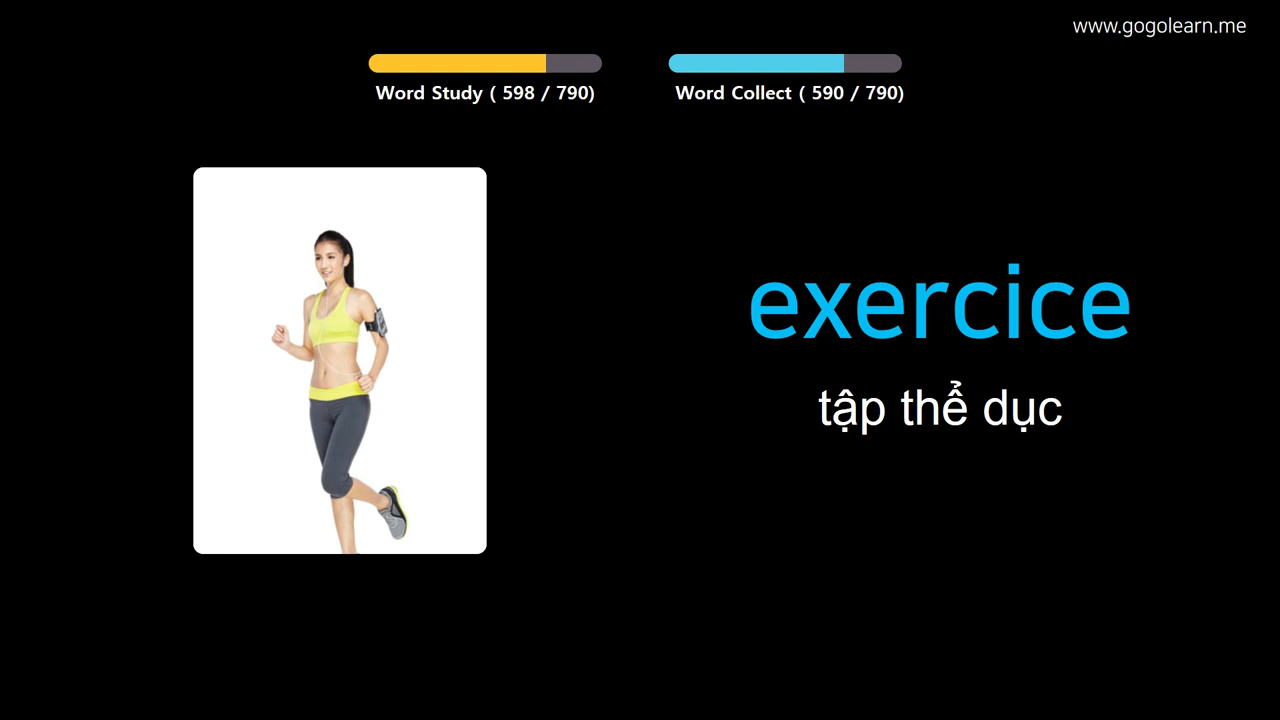 www.gogolearn.me
Word Study ( 598 / 790)
Word Collect ( 590 / 790)
exercice
tập thể dục